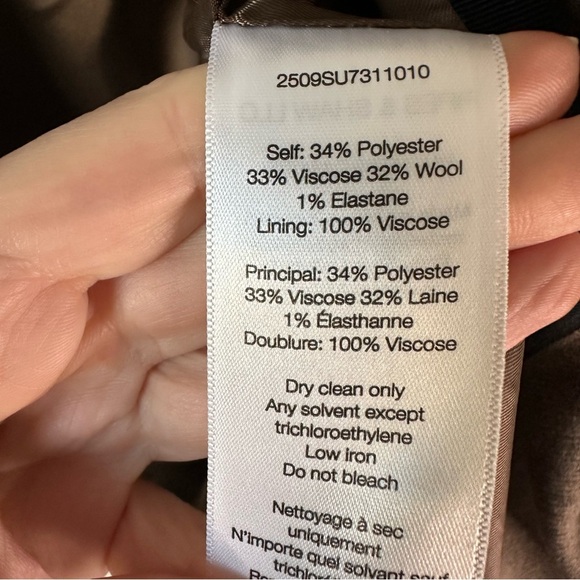 2509SU7311010
Self: 34% Polyester
33% Viscose 32% Wool
1% Elastane
Lining: 100% Viscose
Principal: 34% Polyester
33% Viscose 32% Laine
1% Élasthanne
Doublure: 100% Viscose
Dry clean only
Any solvent except
trichloroethylene
Low iron
Do not bleach
Nettoyage à sec
uniquement
N'importe quel solvant sauf